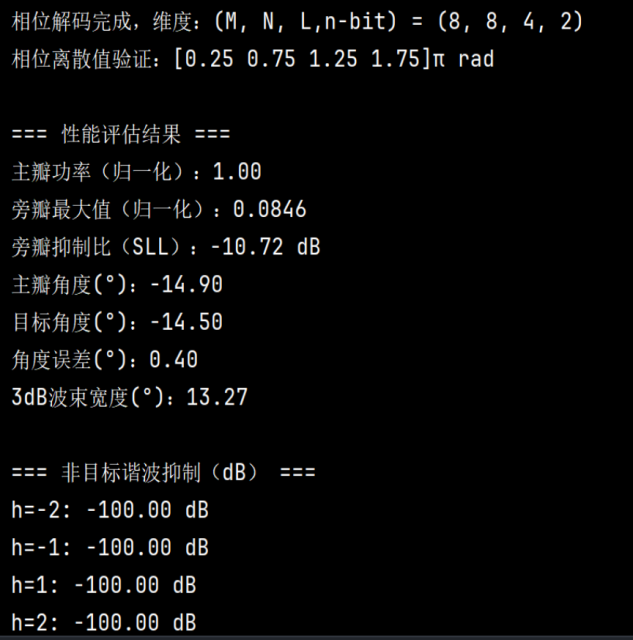 相位解码完成，维度：(M, N, L,n-bit) = (8, 8, 4, 2)
相位离散值验证：[0.25 0.75 1.25 1.75]π rad
=== 性能评估结果 ===
主瓣功率（归一化）：1.00
旁瓣最大值（归一化）：0.0846
旁瓣抑制比（SLL）：-10.72 dB
主瓣角度(°)：-14.90
目标角度(°)：-14.50
角度误差(°)：0.40
3dB波束宽度(°)：13.27
=== 非目标谐波抑制（dB） ===
h=-2: -100.00 dB
h=-1: -100.00 dB
h=1: -100.00 dB
h=2: -100.00 dB